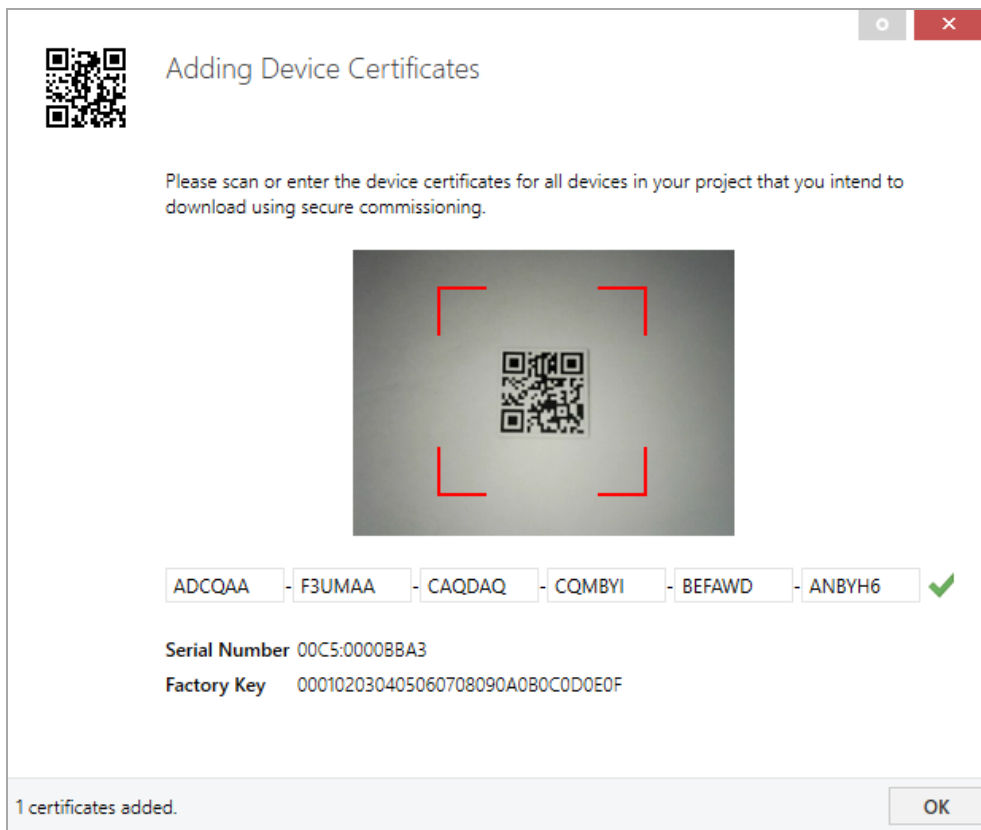 Adding Device Certificates
Please scan or enter the device certificates for all devices in your project that you intend to
download using secure commissioning.
ADCQAA - F3UMAA - CAQDAQ - CQMBYI - BEFAWD - ANBYH6
Serial Number 00C5:0000BBA3
Factory Key 000102030405060708090A0B0C0D0E0F
1 certificates added.
OK